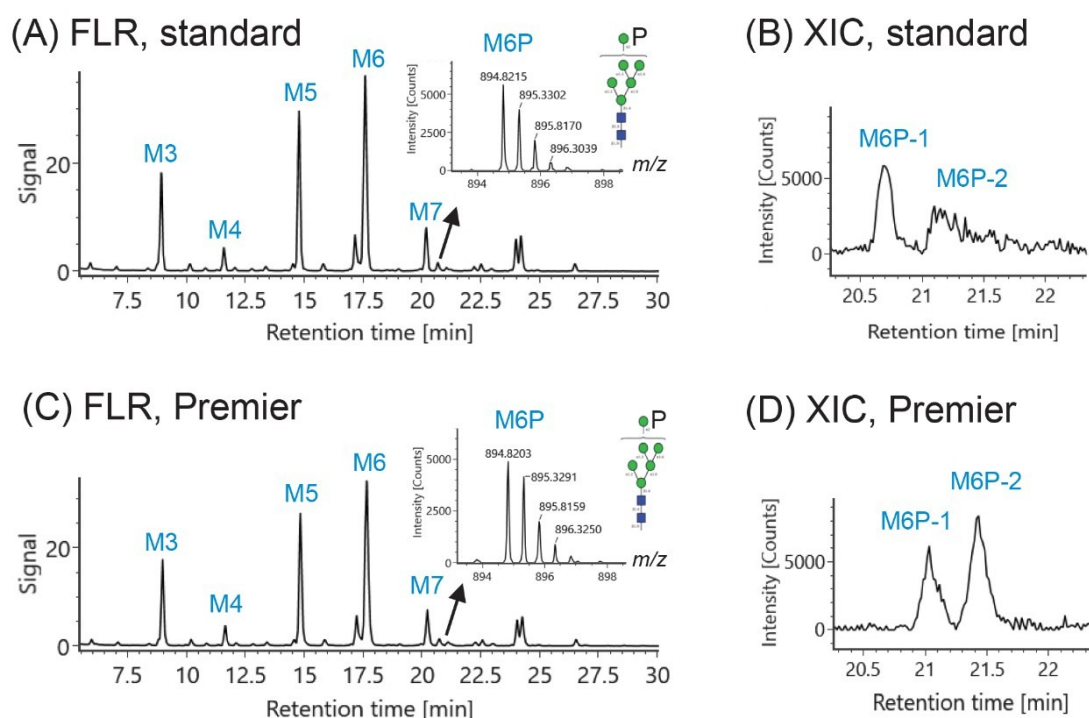 (A) FLR, standard
(B) XIC, standard
M6P
P
894.8215
895.3302
895.8170
896.3039
Intensity [Counts]
5000
2500
0
894
896
898
m/z
M3
M4
M5
M6
M7
Signal
20
0
7.5
10
12.5
15
17.5
20
22.5
25
27.5
30
Retention time [min]
M6P-1
M6P-2
Intensity [Counts]
5000
0
20.5
21
21.5
22
Retention time [min]
(C) FLR, Premier
(D) XIC, Premier
M6P
P
894.8203
895.3291
895.8159
896.3250
Intensity [Counts]
5000
2500
0
894
896
898
m/z
M3
M4
M5
M6
M7
Signal
20
0
7.5
10
12.5
15
17.5
20
22.5
25
27.5
30
Retention time [min]
M6P-1
M6P-2
Intensity [Counts]
5000
0
20.5
21
21.5
22
Retention time [min]